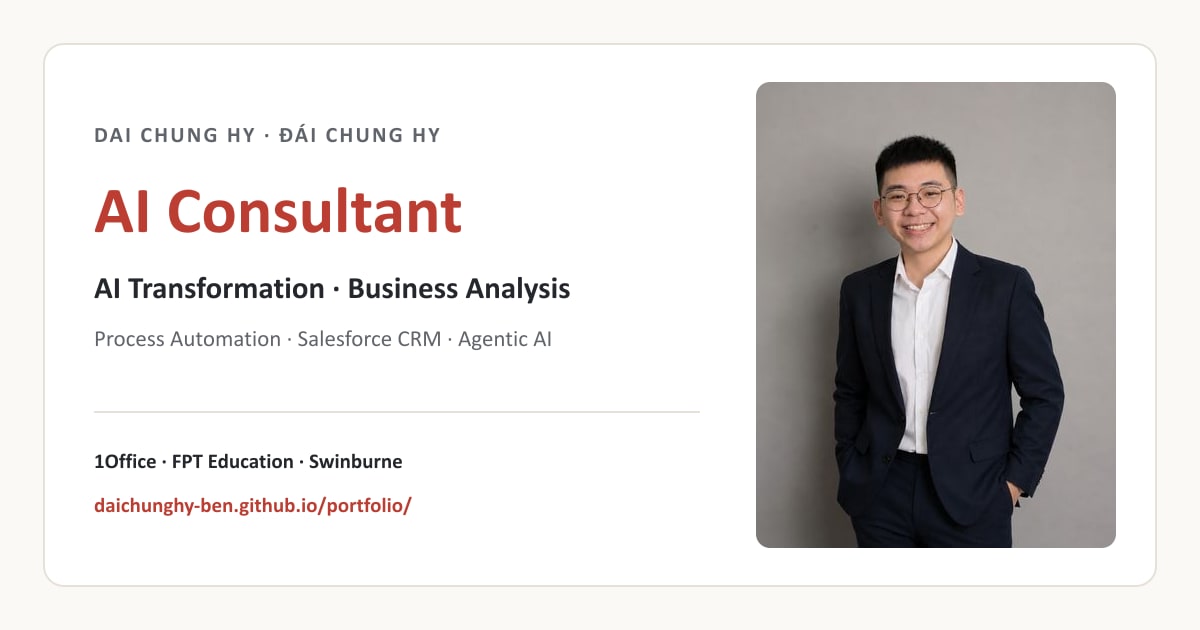 DAI CHUNG HY · ĐÁI CHUNG HY
AI Consultant
AI Transformation · Business Analysis
Process Automation · Salesforce CRM · Agentic AI
1Office · FPT Education · Swinburne
daichunghy-ben.github.io/portfolio/